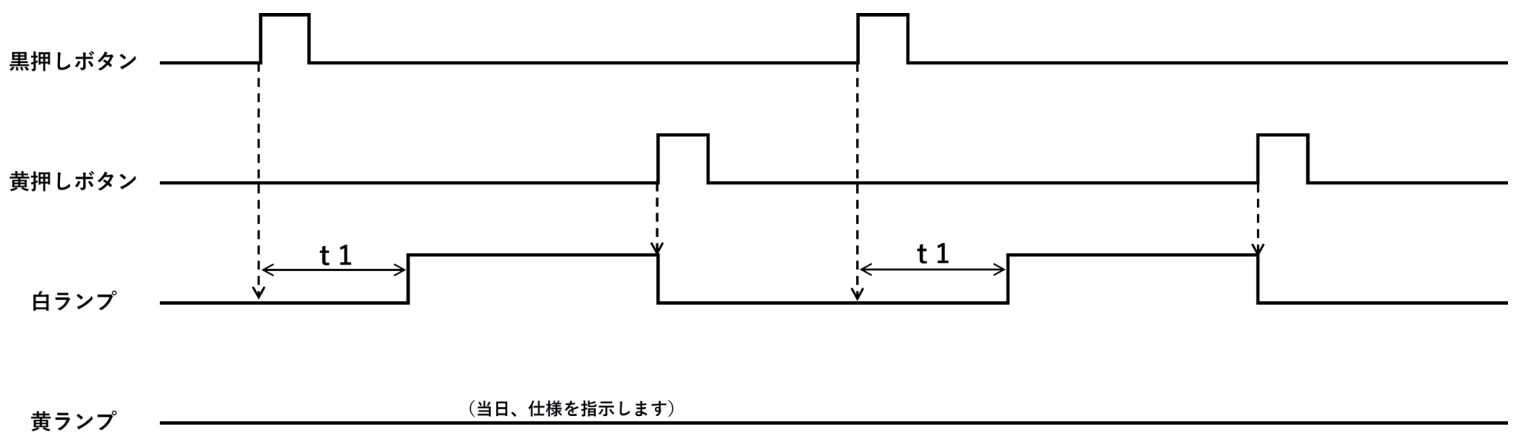 黒押しボタン
黄押しボタン
t 1
t 1
白ランプ
（当日、仕様を指示します）
黄ランプ